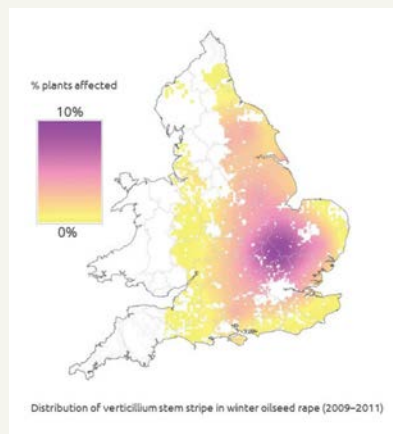 % plants affected
10%
0%
Distribution of verticillium stem stripe in winter oilseed rape (2009–2011)